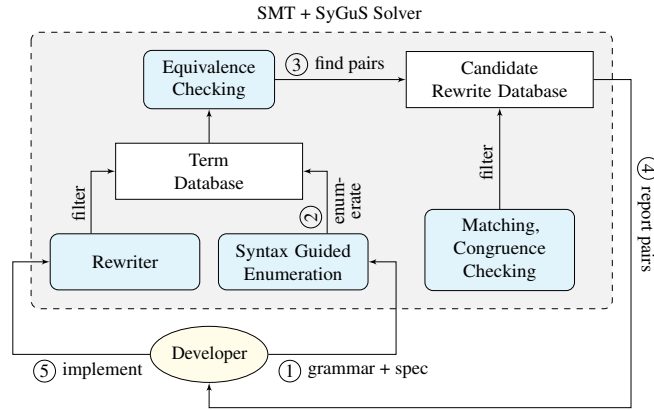 SMT + SyGuS Solver
Equivalence
Checking
③ find pairs
Candidate
Rewrite Database
Term
Database
filter
②
enum-
erate
filter
④ report pairs
Rewriter
Syntax Guided
Enumeration
Matching,
Congruence
Checking
Developer
⑤ implement
① grammar + spec